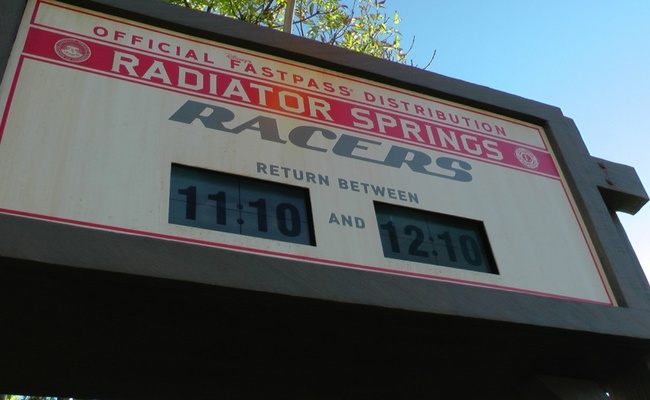 OFFICIAL FASTPASS DISTRIBUTION
RADIATOR SPRINGS
RACERS
RETURN BETWEEN
11:10 AND 12:10